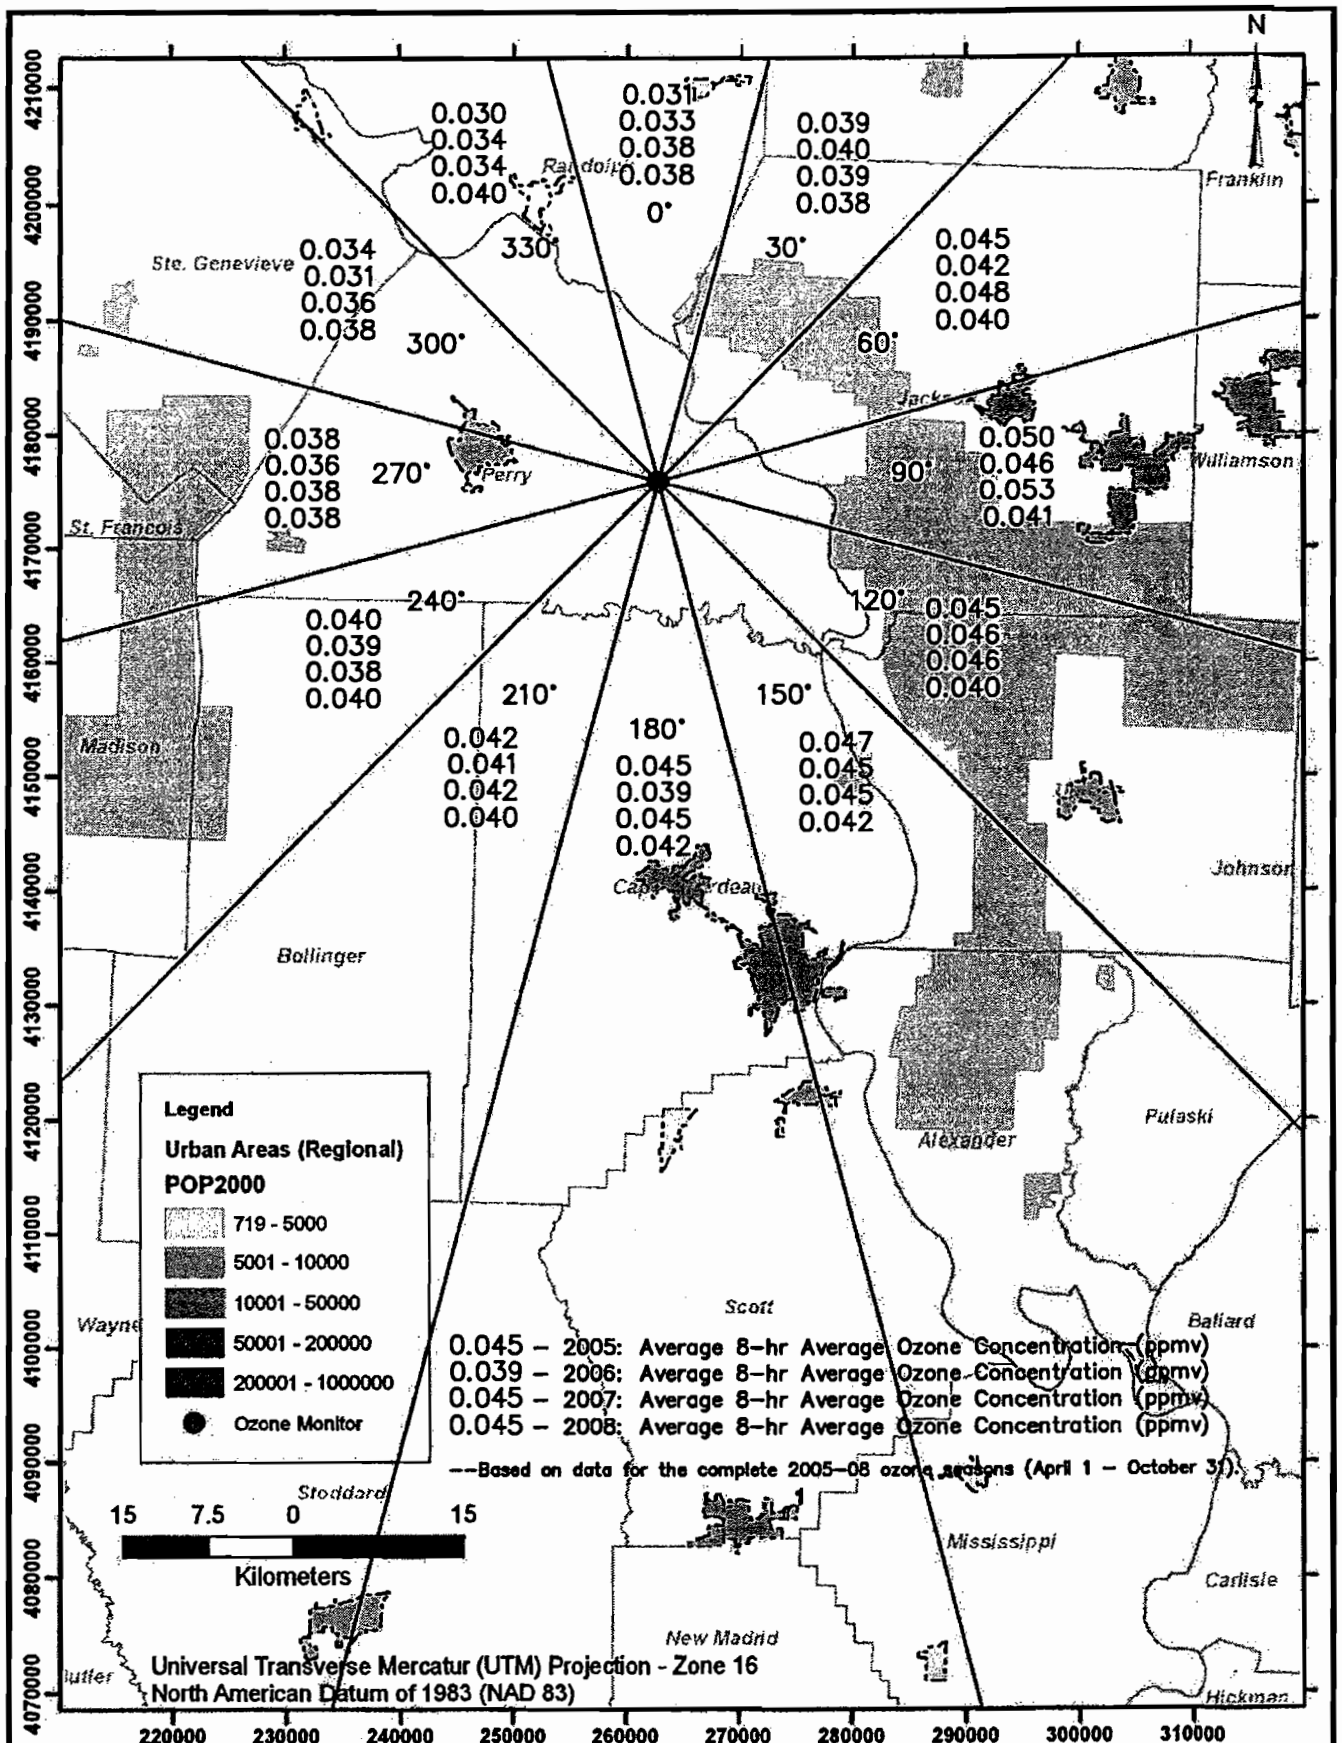 N
4210000
4200000
4190000
4180000
4170000
4160000
4150000
4140000
4130000
4120000
4110000
4100000
4090000
4080000
4070000
0.030
0.034
0.034
0.040
330°
0.031
0.033
0.038
0.038
0°
0.039
0.040
0.039
0.038
30°
Randolph
Franklin
Ste. Genevieve
0.034
0.031
0.036
0.038
300°
0.045
0.042
0.048
0.040
60°
0.038
0.036
0.038
0.038
270°
Perry
0.050
0.046
0.053
0.041
90°
Williamson
St. Francois
0.040
0.039
0.038
0.040
240°
120°
0.045
0.046
0.046
0.040
Madison
210°
0.042
0.041
0.042
0.040
180°
0.045
0.039
0.045
0.042
150°
0.047
0.045
0.045
0.042
Johnson
Bollinger
Alexander
Pulaski
Legend
Urban Areas (Regional)
POP2000
719 - 5000
5001 - 10000
10001 - 50000
50001 - 200000
200001 - 1000000
Ozone Monitor
Wayne
Scott
Ballard
0.045 - 2005: Average 8-hr Average Ozone Concentration (ppmv)
0.039 - 2006: Average 8-hr Average Ozone Concentration (ppmv)
0.045 - 2007: Average 8-hr Average Ozone Concentration (ppmv)
0.045 - 2008: Average 8-hr Average Ozone Concentration (ppmv)
---Based on data for the complete 2005-08 ozone seasons (April 1 - October 31).
Stoddard
15 7.5 0 15
Kilometers
Mississippi
Carlisle
New Madrid
Hickman
utler
Universal Transverse Mercatur (UTM) Projection - Zone 16
North American Datum of 1983 (NAD 83)
220000 230000 240000 250000 260000 270000 280000 290000 300000 310000